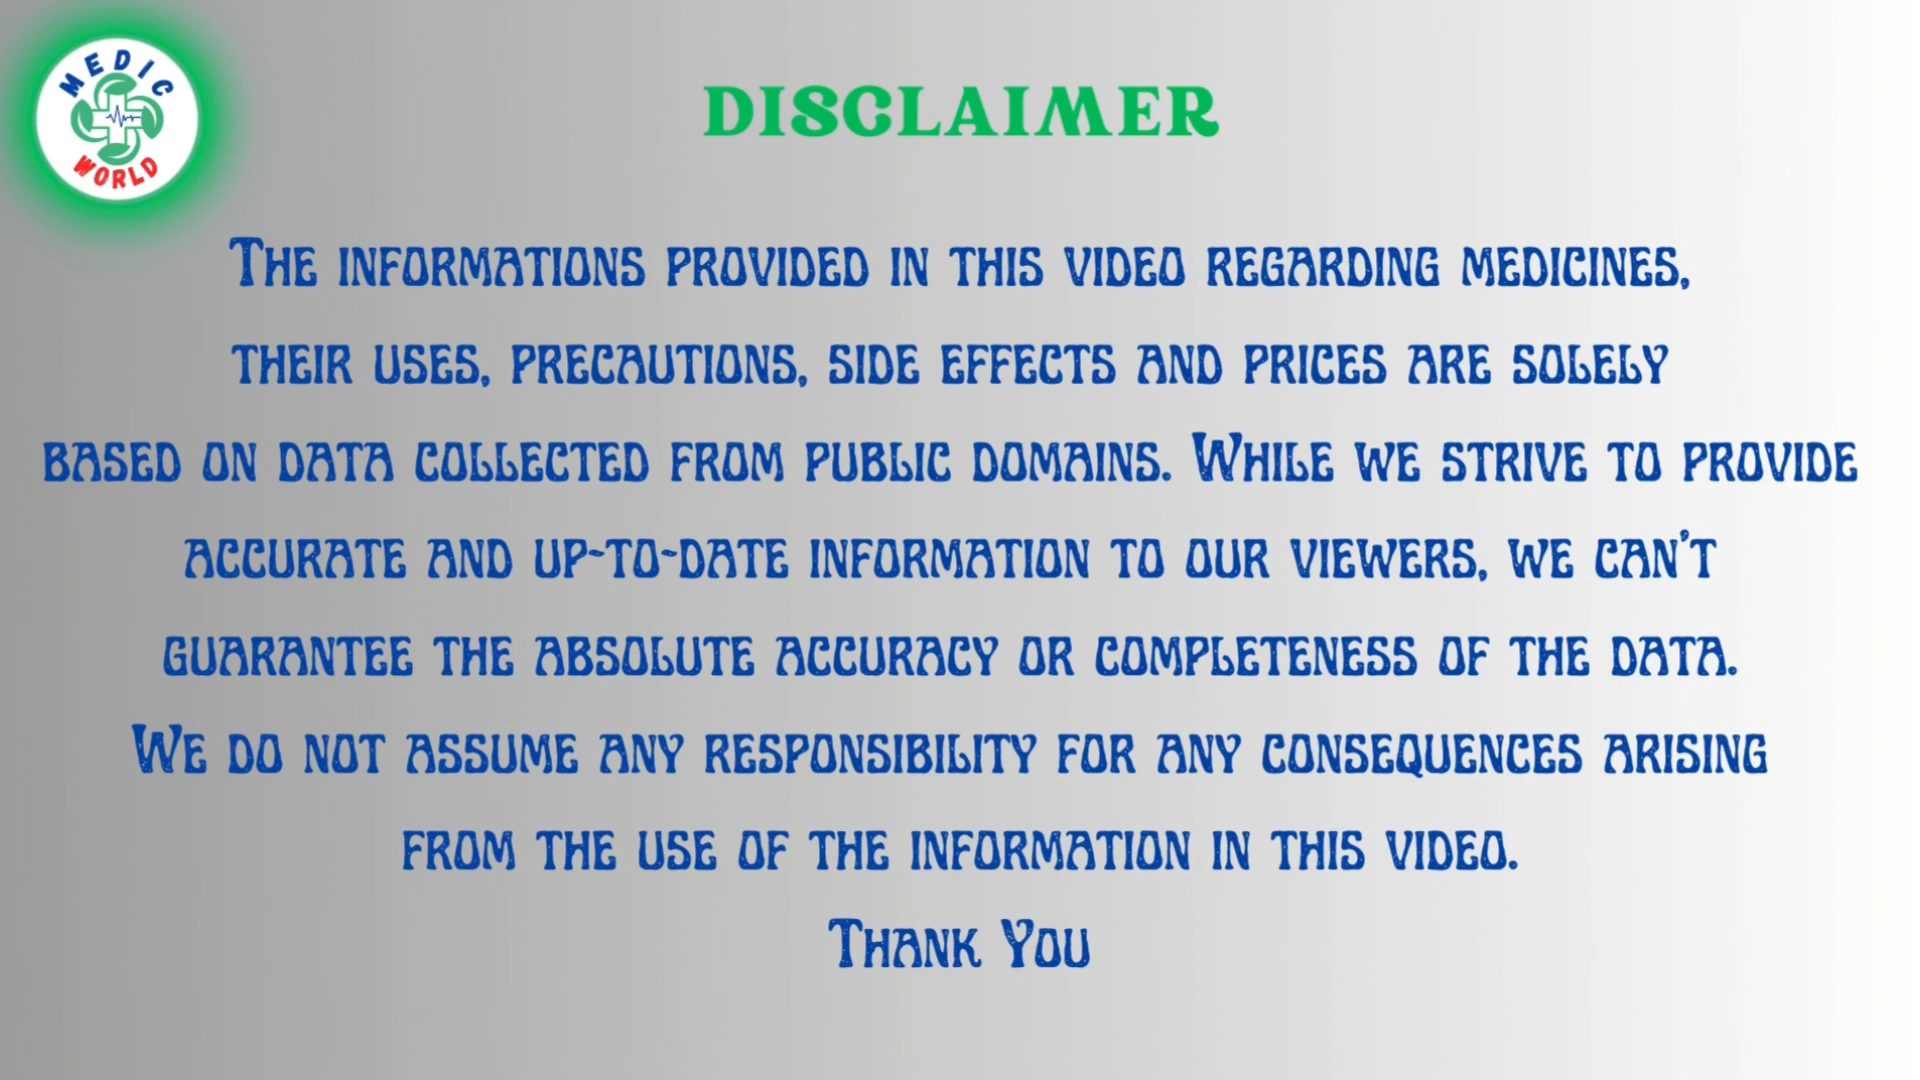 MEDIC
WORLD
DISCLAIMER
The informations provided in this video regarding medicines,
their uses, precautions, side effects and prices are solely
based on data collected from public domains. While we strive to provide
accurate and up-to-date information to our viewers, we can't
guarantee the absolute accuracy or completeness of the data.
We do not assume any responsibility for any consequences arising
from the use of the information in this video.
Thank You